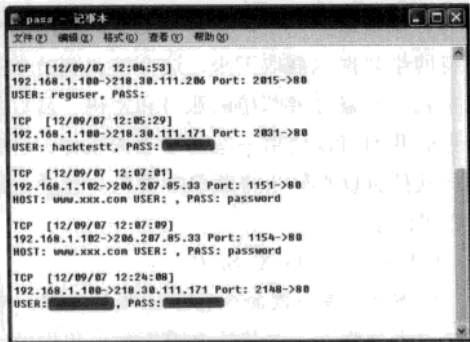 pass - 记事本
文件(F) 编辑(E) 格式(O) 查看(V) 帮助(H)
TCP [12/09/07 12:04:53]
192.168.1.100->218.30.111.206 Port: 2015->80
USER: reguser, PASS:
TCP [12/09/07 12:05:29]
192.168.1.100->218.30.111.171 Port: 2031->80
USER: hacktestt, PASS:
TCP [12/09/07 12:07:01]
192.168.1.102->206.207.85.33 Port: 1151->80
HOST: www.xxx.com USER: , PASS: password
TCP [12/09/07 12:07:09]
192.168.1.102->206.207.85.33 Port: 1154->80
HOST: www.xxx.com USER: , PASS: password
TCP [12/09/07 12:24:08]
192.168.1.100->218.30.111.171 Port: 2148->80
USER: , PASS: